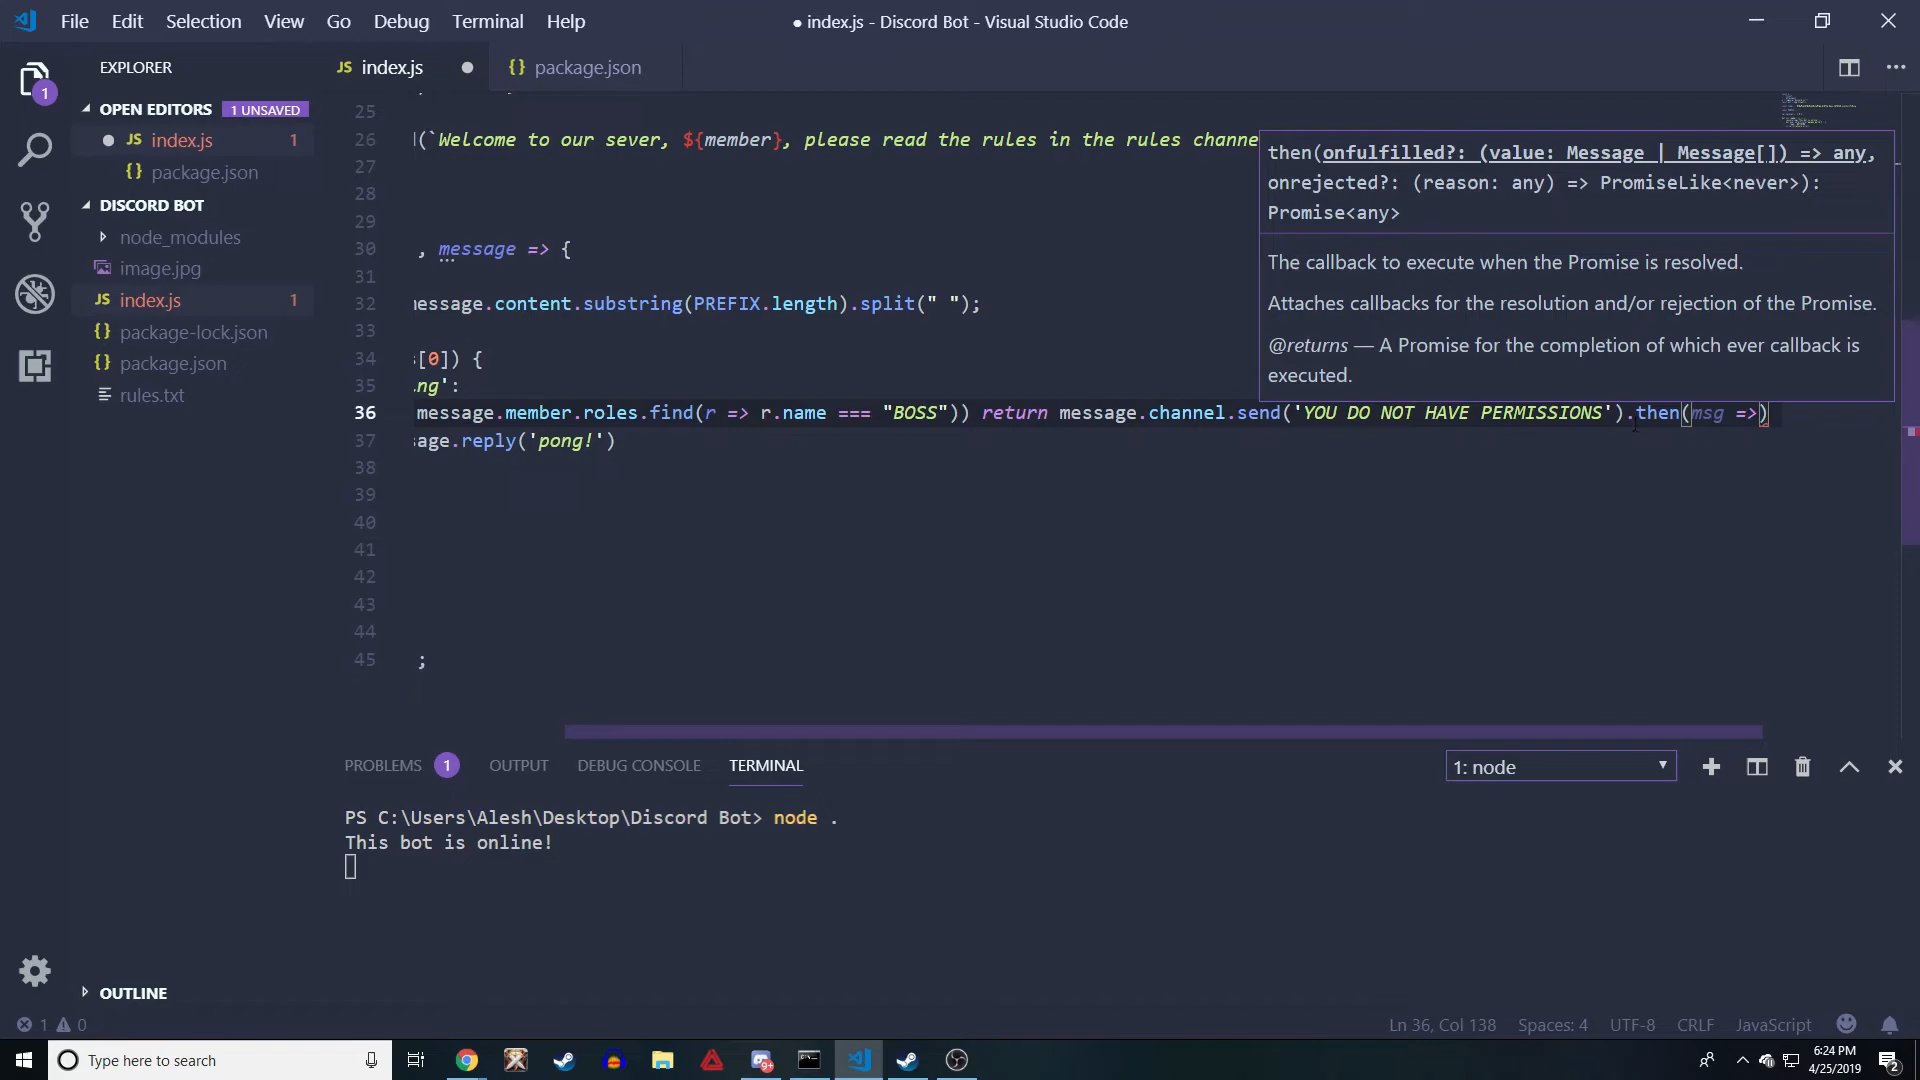 File Edit Selection View Go Debug Terminal Help
● index.js - Discord Bot - Visual Studio Code
EXPLORER
JS index.js ●
{} package.json
OPEN EDITORS 1 UNSAVED
● JS index.js 1
{} package.json
DISCORD BOT
node_modules
image.jpg
JS index.js 1
{} package-lock.json
{} package.json
rules.txt
OUTLINE
25
26 (`Welcome to our sever, ${member}, please read the rules in the rules channe
27
28
29
30 , message => {
31
32 essage.content.substring(PREFIX.length).split(" ");
33
34 [0]) {
35 ng':
36 message.member.roles.find(r => r.name === "BOSS")) return message.channel.send('YOU DO NOT HAVE PERMISSIONS').then(msg =>)
37 sage.reply('pong!')
38
39
40
41
42
43
44
45 ;
then(onfulfilled?: (value: Message | Message[]) => any,
onrejected?: (reason: any) => PromiseLike<never>):
Promise<any>
The callback to execute when the Promise is resolved.
Attaches callbacks for the resolution and/or rejection of the Promise.
@returns — A Promise for the completion of which ever callback is
executed.
PROBLEMS 1 OUTPUT DEBUG CONSOLE TERMINAL
1: node
PS C:\Users\Alesh\Desktop\Discord Bot> node .
This bot is online!
1 0
Ln 36, Col 138 Spaces: 4 UTF-8 CRLF JavaScript
Type here to search
9+
6:24 PM
4/25/2019
2